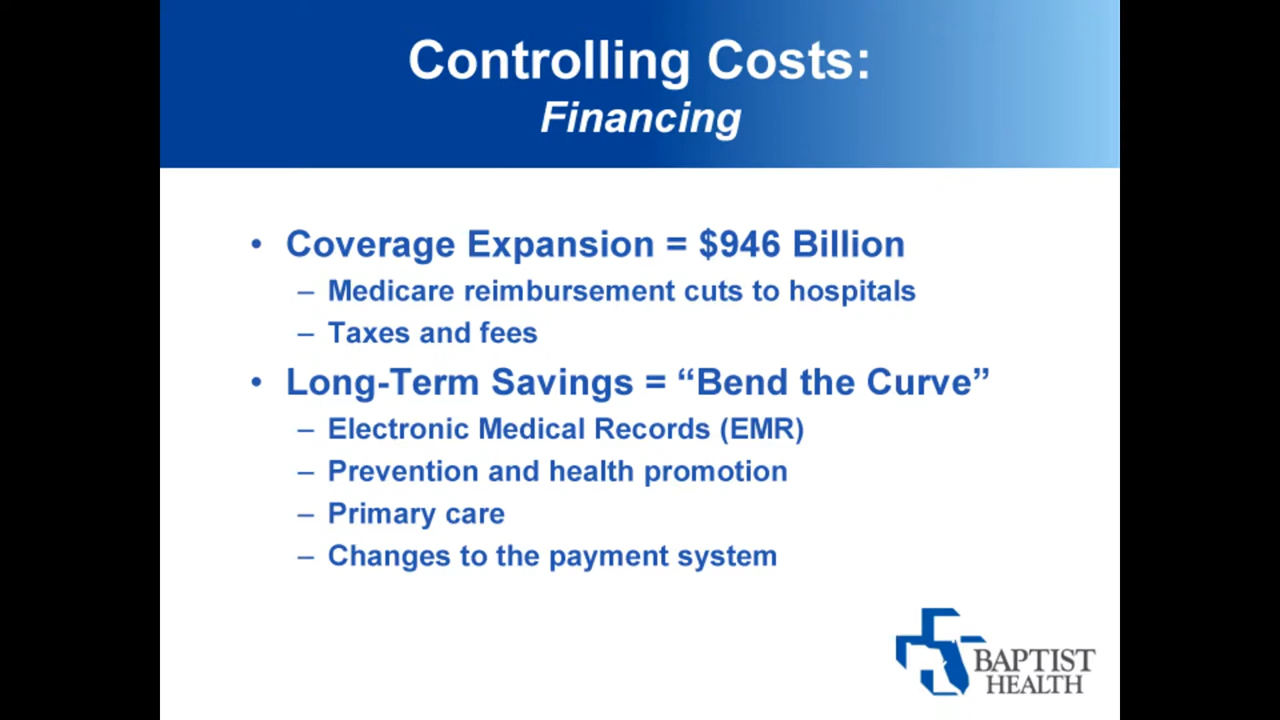 Controlling Costs:
Financing
• Coverage Expansion = $946 Billion
– Medicare reimbursement cuts to hospitals
– Taxes and fees
• Long-Term Savings = “Bend the Curve”
– Electronic Medical Records (EMR)
– Prevention and health promotion
– Primary care
– Changes to the payment system
BAPTIST
HEALTH